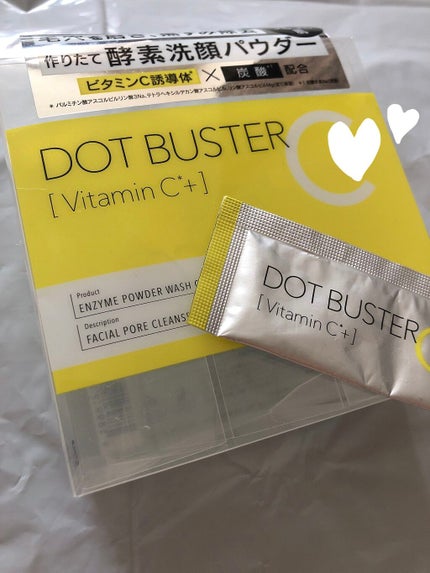 作りたて 酵素洗顔パウダー
ビタミンC誘導体* × 炭酸*² 配合
DOT BUSTER C
[Vitamin C*+]
Product
ENZYME POWDER WASH
Description
FACIAL PORE CLEANS
DOT BUSTER
[Vitamin C*+]